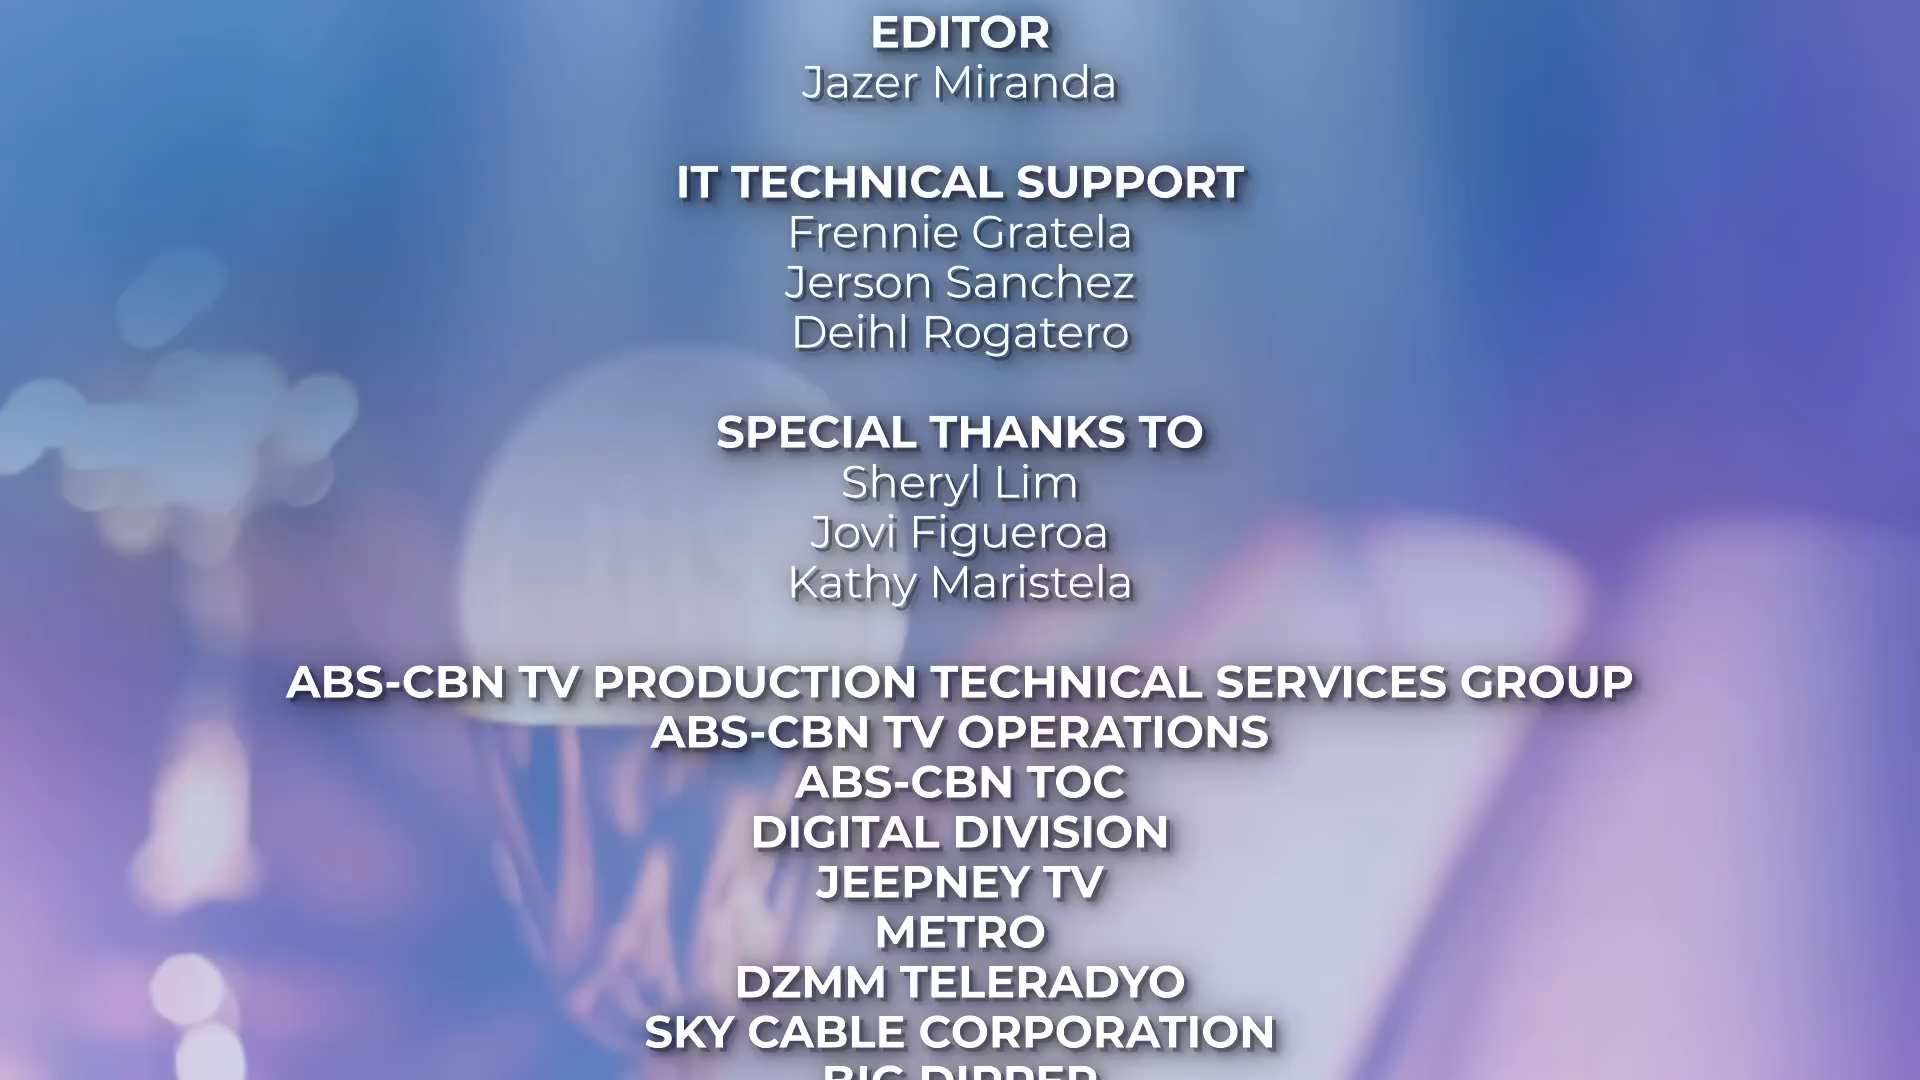 EDITOR
Jazer Miranda
IT TECHNICAL SUPPORT
Frennie Gratela
Jerson Sanchez
Deihl Rogatero
SPECIAL THANKS TO
Sheryl Lim
Jovi Figueroa
Kathy Maristela
ABS-CBN TV PRODUCTION TECHNICAL SERVICES GROUP
ABS-CBN TV OPERATIONS
ABS-CBN TOC
DIGITAL DIVISION
JEEPNEY TV
METRO
DZMM TELERADYO
SKY CABLE CORPORATION
BIG DIPPER